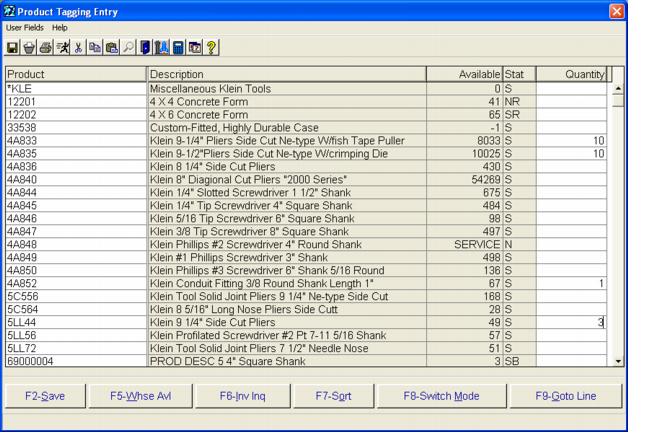 Product Tagging Entry
User Fields Help
Product Description Available Stat Quantity
*KLE Miscellaneous Klein Tools 0 S
12201 4 X 4 Concrete Form 41 NR
12202 4 X 6 Concrete Form 65 SR
33538 Custom-Fitted, Highly Durable Case -1 S
4A833 Klein 9-1/4" Pliers Side Cut Ne-type W/fish Tape Puller 8033 S 10
4A835 Klein 9-1/2"Pliers Side Cut Ne-type W/crimping Die 10025 S 10
4A836 Klein 8 1/4" Side Cut Pliers 430 S
4A840 Klein 8" Diagional Cut Pliers "2000 Series" 54269 S
4A844 Klein 1/4" Slotted Screwdriver 1 1/2" Shank 675 S
4A845 Klein 1/4" Tip Screwdriver 4" Square Shank 484 S
4A846 Klein 5/16 Tip Screwdriver 6" Square Shank 98 S
4A847 Klein 3/8 Tip Screwdriver 8" Square Shank 497 S
4A848 Klein Phillips #2 Screwdriver 4" Round Shank SERVICE N
4A849 Klein #1 Phillips Screwdriver 3" Shank 498 S
4A850 Klein Phillips #3 Screwdriver 6" Shank 5/16 Round 136 S
4A852 Klein Conduit Fitting 3/8 Round Shank Length 1" 67 S 1
5C556 Klein Tool Solid Joint Pliers 9 1/4" Ne-type Side Cut 168 S
5C564 Klein 8 5/16" Long Nose Pliers Side Cutt 28 S
5LL44 Klein 9 1/4" Side Cut Pliers 49 S 3
5LL56 Klein Profilated Screwdriver #2 Pt 7-11 5/16 Shank 57 S
5LL72 Klein Tool Solid Joint Pliers 7 1/2" Needle Nose 51 S
69000004 PROD DESC 5 4" Square Shank 3 SB
F2-Save F5-Whse Avl F6-Inv Inq F7-Sort F8-Switch Mode F9-Goto Line